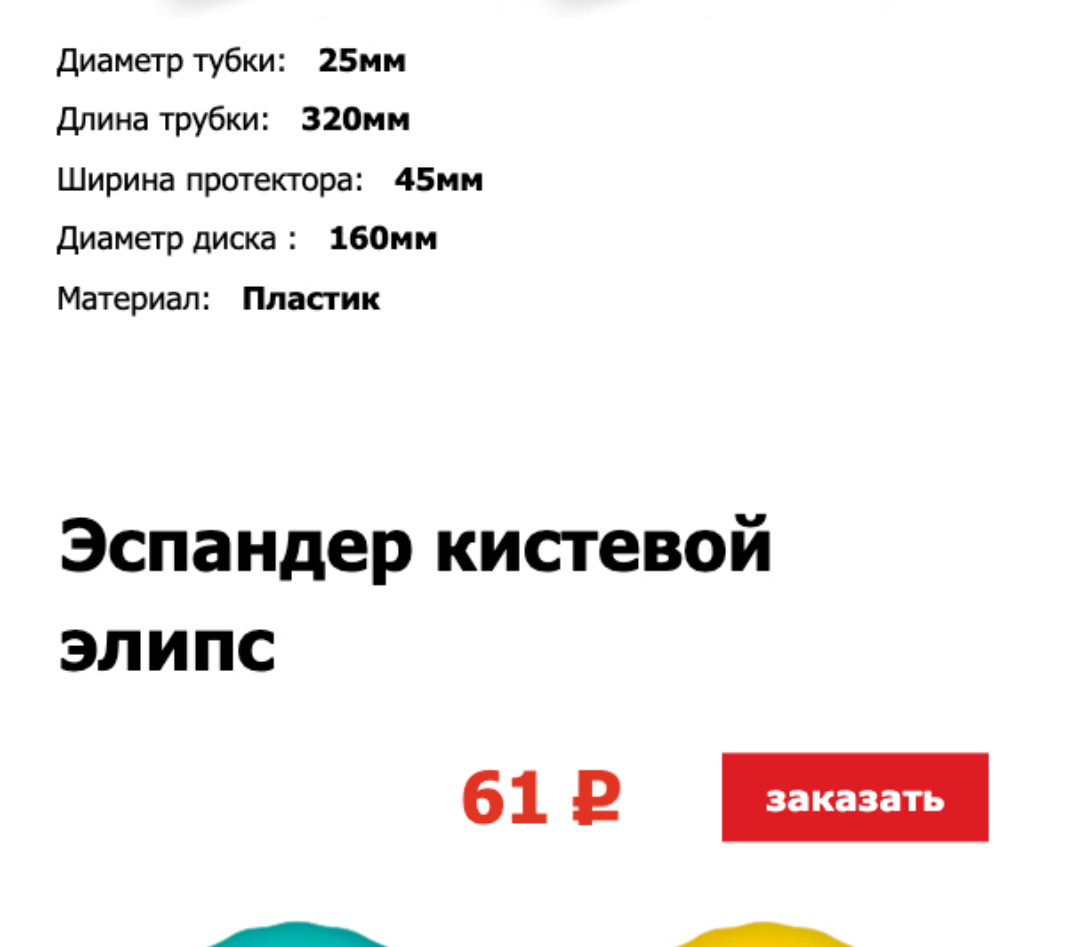 Диаметр тубки: 25мм
Длина трубки: 320мм
Ширина протектора: 45мм
Диаметр диска : 160мм
Материал: Пластик
Эспандер кистевой
элипс
61 ₽
заказать